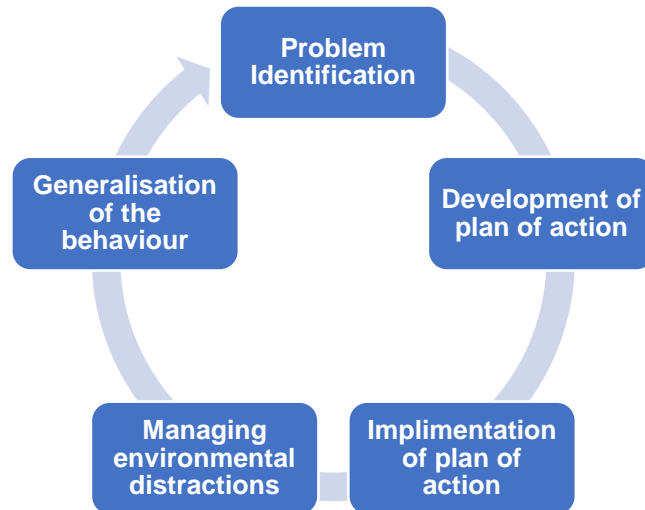 Problem
Identification
Development of
plan of action
Implimentation
of plan of
action
Managing
environmental
distractions
Generalisation
of the
behaviour